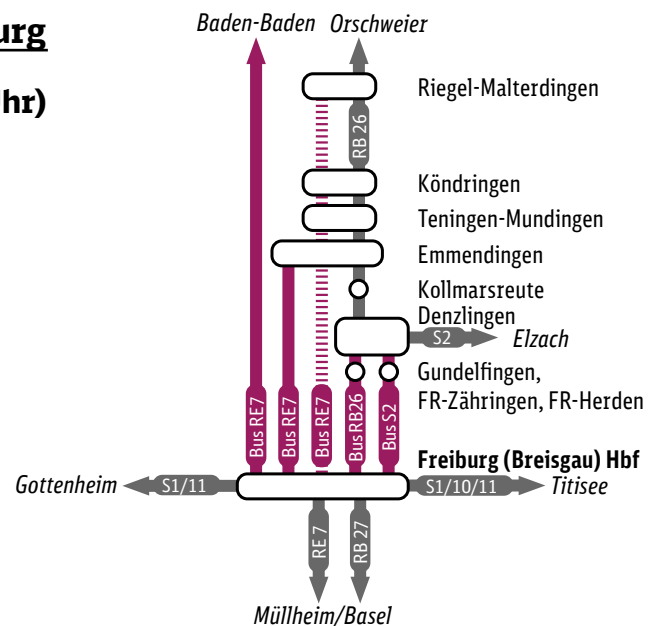 urg
hr)
Baden-Baden Orschweier
Riegel-Malterdingen
RB 26
Köndringen
Teningen-Mundingen
Emmendingen
Kollmarsreute
Denzlingen
S2
Elzach
Gundelfingen,
FR-Zähringen, FR-Herden
Bus RE7
Bus RE7
Bus RE7
Bus RB26
Bus S2
Freiburg (Breisgau) Hbf
Gottenheim
S1/11
S1/10/11
Titisee
RE 7
RB 27
Müllheim/Basel